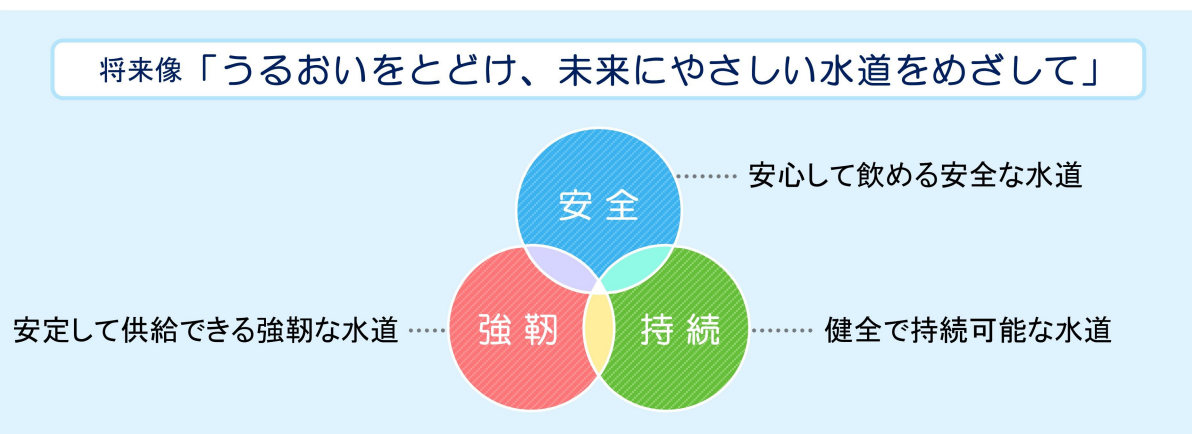 将来像「うるおいをとどけ、未来にやさしい水道をめざして」
安全
安心して飲める安全な水道
安定して供給できる強靭な水道
強靭
持続
健全で持続可能な水道